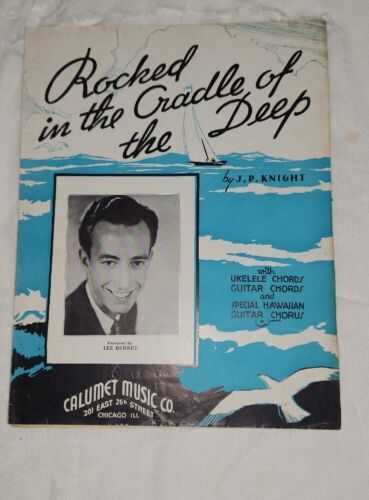 Rocked
in the Cradle of
the Deep
by J. P. KNIGHT
with
UKELELE CHORDS
GUITAR CHORDS
and
SPECIAL HAWAIIAN
GUITAR CHORUS
Featured by
LEE BENNET
CALUMET MUSIC CO.
201 EAST 26th STREET
CHICAGO ILL